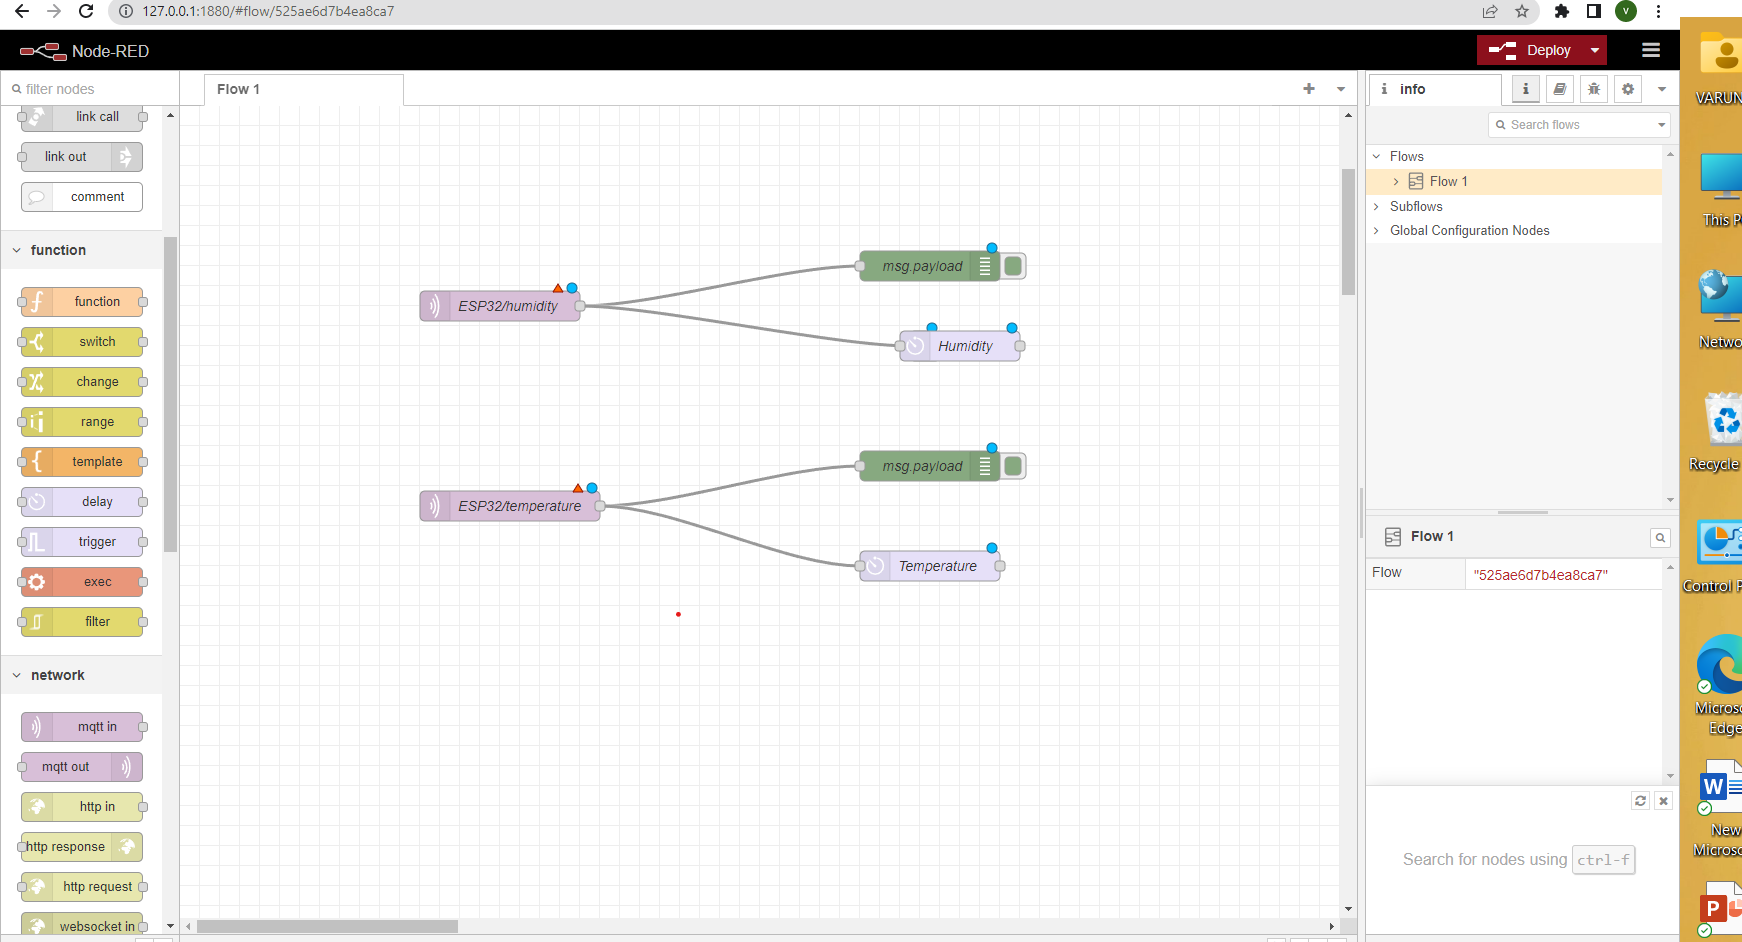 127.0.0.1:1880/#flow/525ae6d7b4ea8ca7
V
Node-RED
Deploy
filter nodes
Flow 1
info
Search flows
link call
link out
comment
function
function
switch
change
range
template
delay
trigger
exec
filter
network
mqtt in
mqtt out
http in
http response
http request
websocket in
msg.payload
ESP32/humidity
Humidity
msg.payload
ESP32/temperature
Temperature
Flows
Flow 1
Subflows
Global Configuration Nodes
Flow 1
Flow
"525ae6d7b4ea8ca7"
Search for nodes using ctrl-f
VARUN
This P
Netwo
Recycle
Control P
Micros
Edge
W
New
Micros
P